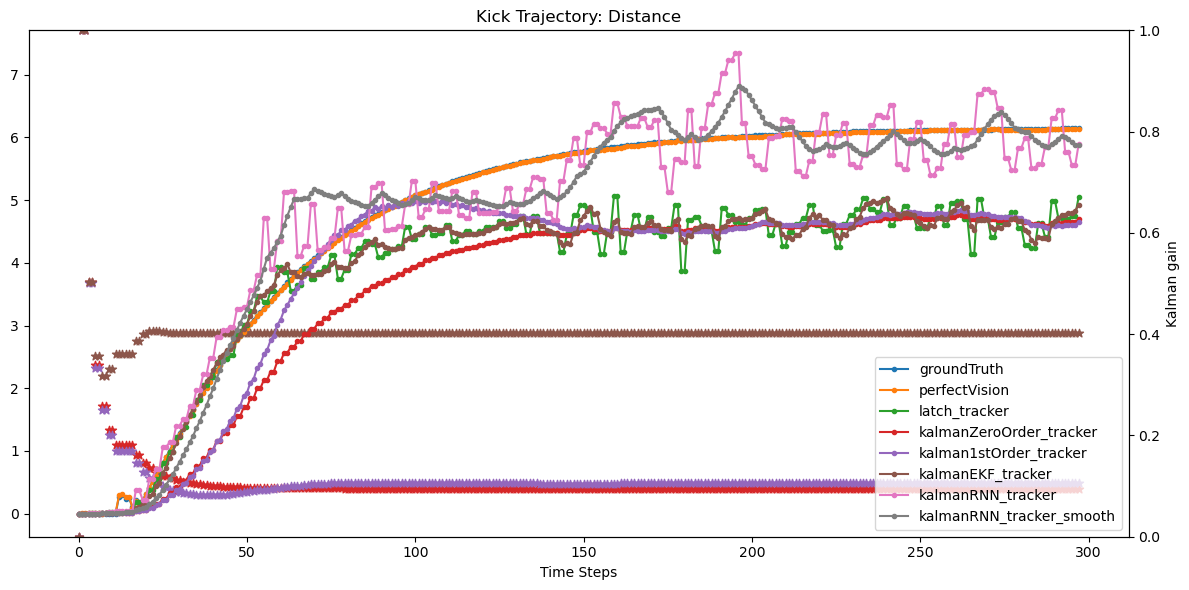 Kick Trajectory: Distance
7
6
5
4
3
2
1
0
1.0
0.8
0.6
0.4
0.2
0.0
Kalman gain
groundTruth
perfectVision
latch_tracker
kalmanZeroOrder_tracker
kalman1stOrder_tracker
kalmanEKF_tracker
kalmanRNN_tracker
kalmanRNN_tracker_smooth
0 50 100 150 200 250 300
Time Steps